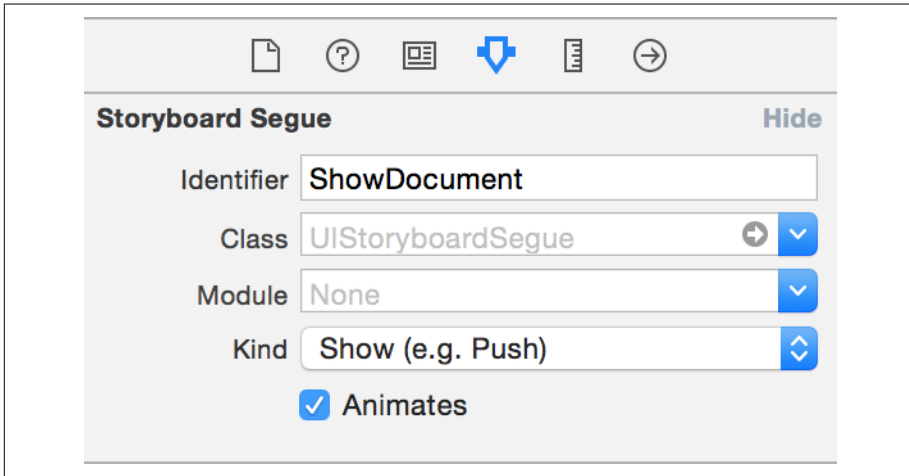 Storyboard Segue Hide
Identifier ShowDocument
Class UIStoryboardSegue
Module None
Kind Show (e.g. Push)
Animates